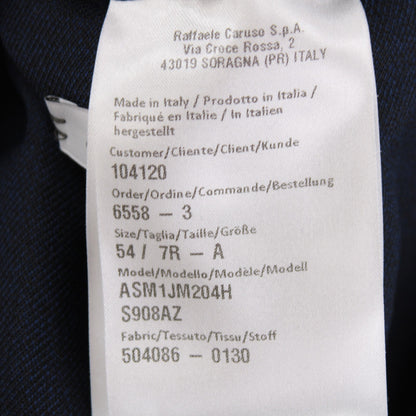 Raffaele Caruso S.p.A.
Via Croce Rossa, 2
43019 SORAGNA (PR) ITALY
Made in Italy / Prodotto in Italia /
Fabriqué en Italie / In Italien
hergestellt
Customer/Cliente/Client/Kunde
104120
Order/Ordine/Commande/Bestellung
6558 - 3
Size/Taglia/Taille/Größe
54 / 7R - A
Model/Modello/Modèle/Modell
ASM1JM204H
S908AZ
Fabric/Tessuto/Tissu/Stoff
504086 - 0130